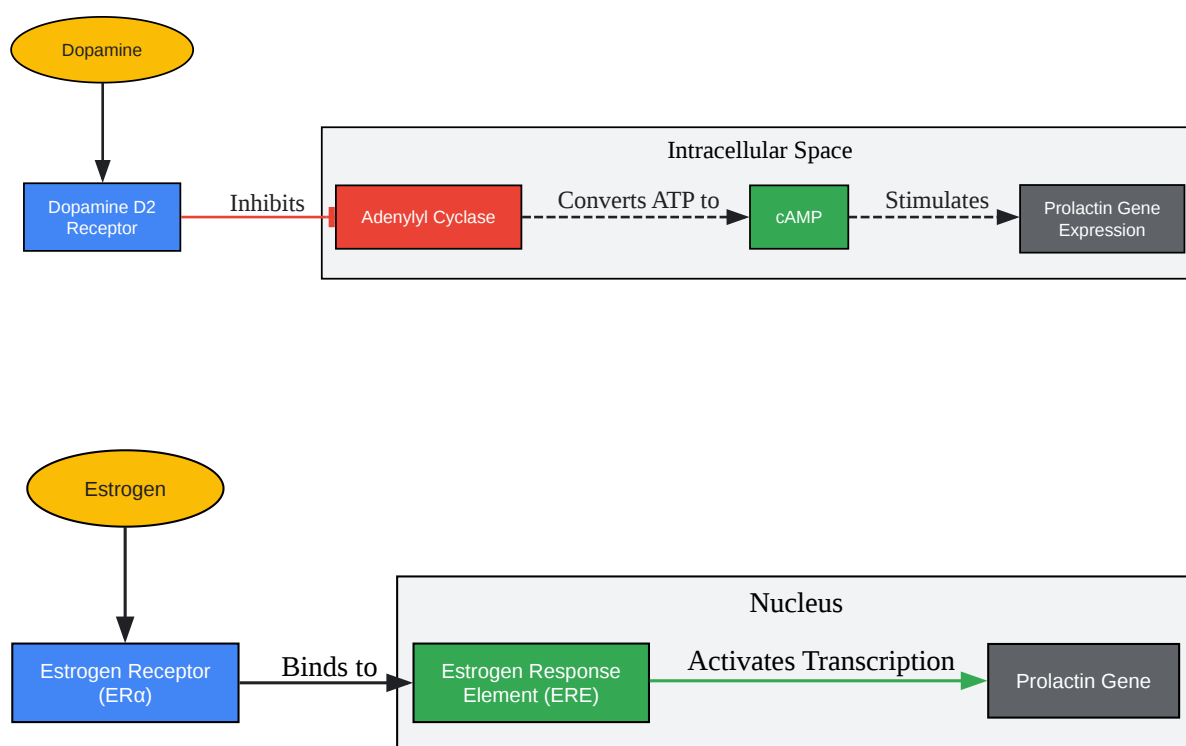 Dopamine
Intracellular Space
Dopamine D2
Receptor
Inhibits
Adenylyl Cyclase
Converts ATP to
cAMP
Stimulates
Prolactin Gene
Expression
Estrogen
Nucleus
Estrogen Receptor
(ERα)
Binds to
Estrogen Response
Element (ERE)
Activates Transcription
Prolactin Gene